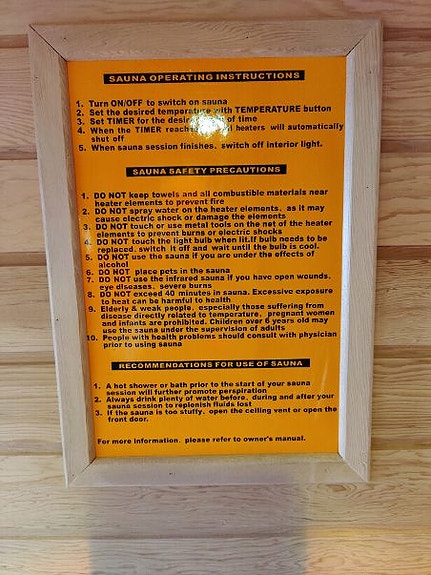 SAUNA OPERATING INSTRUCTIONS
1. Turn ON/OFF to switch on sauna
2. Set the desired temperature with TEMPERATURE button
3. Set TIMER for the of time
4. When the TIMER heaters will automatically
shut off
5. When sauna session finishes, switch off interior light.
SAUNA SAFETY PRECAUTIONS
1. DO NOT keep towels and all combustible materials near
heater elements to prevent fire
2. DO NOT spray water on the heater elements, as it may
cause electric shock or damage the elements
3. DO NOT touch or use metal tools on the net of the heater
elements to prevent burns or electric shocks
4. DO NOT touch the light bulb when lit.If bulb needs to be
replaced, switch it off and wait until the bulb is cool.
5. DO NOT use the sauna if you are under the effects of
alcohol
6. DO NOT place pets in the sauna
7. DO NOT use the infrared sauna if you have open wounds,
eye diseases, severe burns
8. DO NOT exceed 40 minutes in sauna. Excessive exposure
to heat can be harmful to health
9. Elderly & weak people, especially those suffering from
disease directly related to temperature, pregnant women
and infants are prohibited. Children over 6 years old may
use the sauna under the supervision of adults
10. People with health problems should consult with physician
prior to using sauna
RECOMMENDATIONS FOR USE OF SAUNA
1. A hot shower or bath prior to the start of your sauna
session will further promote perspiration
2. Always drink plenty of water before, during and after your
sauna session to replenish fluids lost
3. If the sauna is too stuffy, open the ceiling vent or open the
front door.
For more information, please refer to owner's manual.